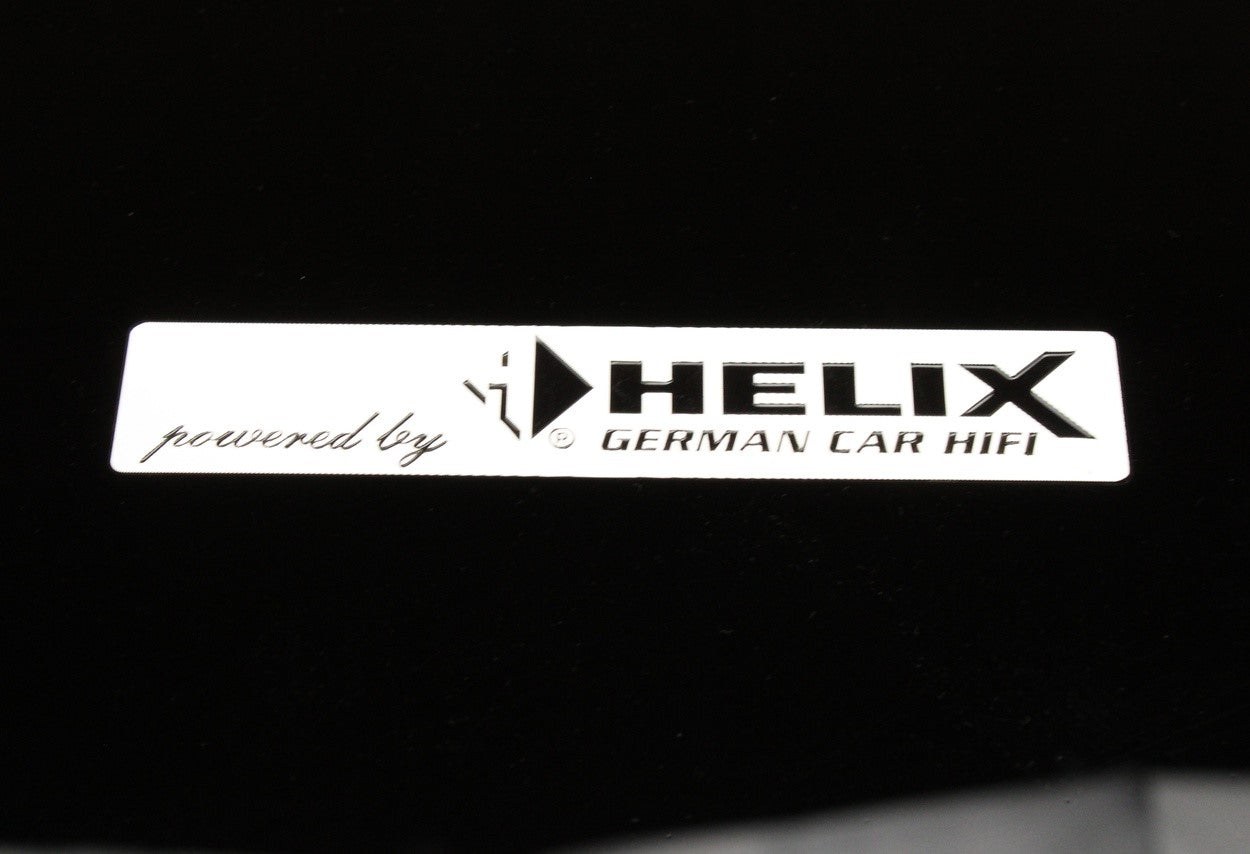 powered by
HELIX
®
GERMAN CAR HIFI